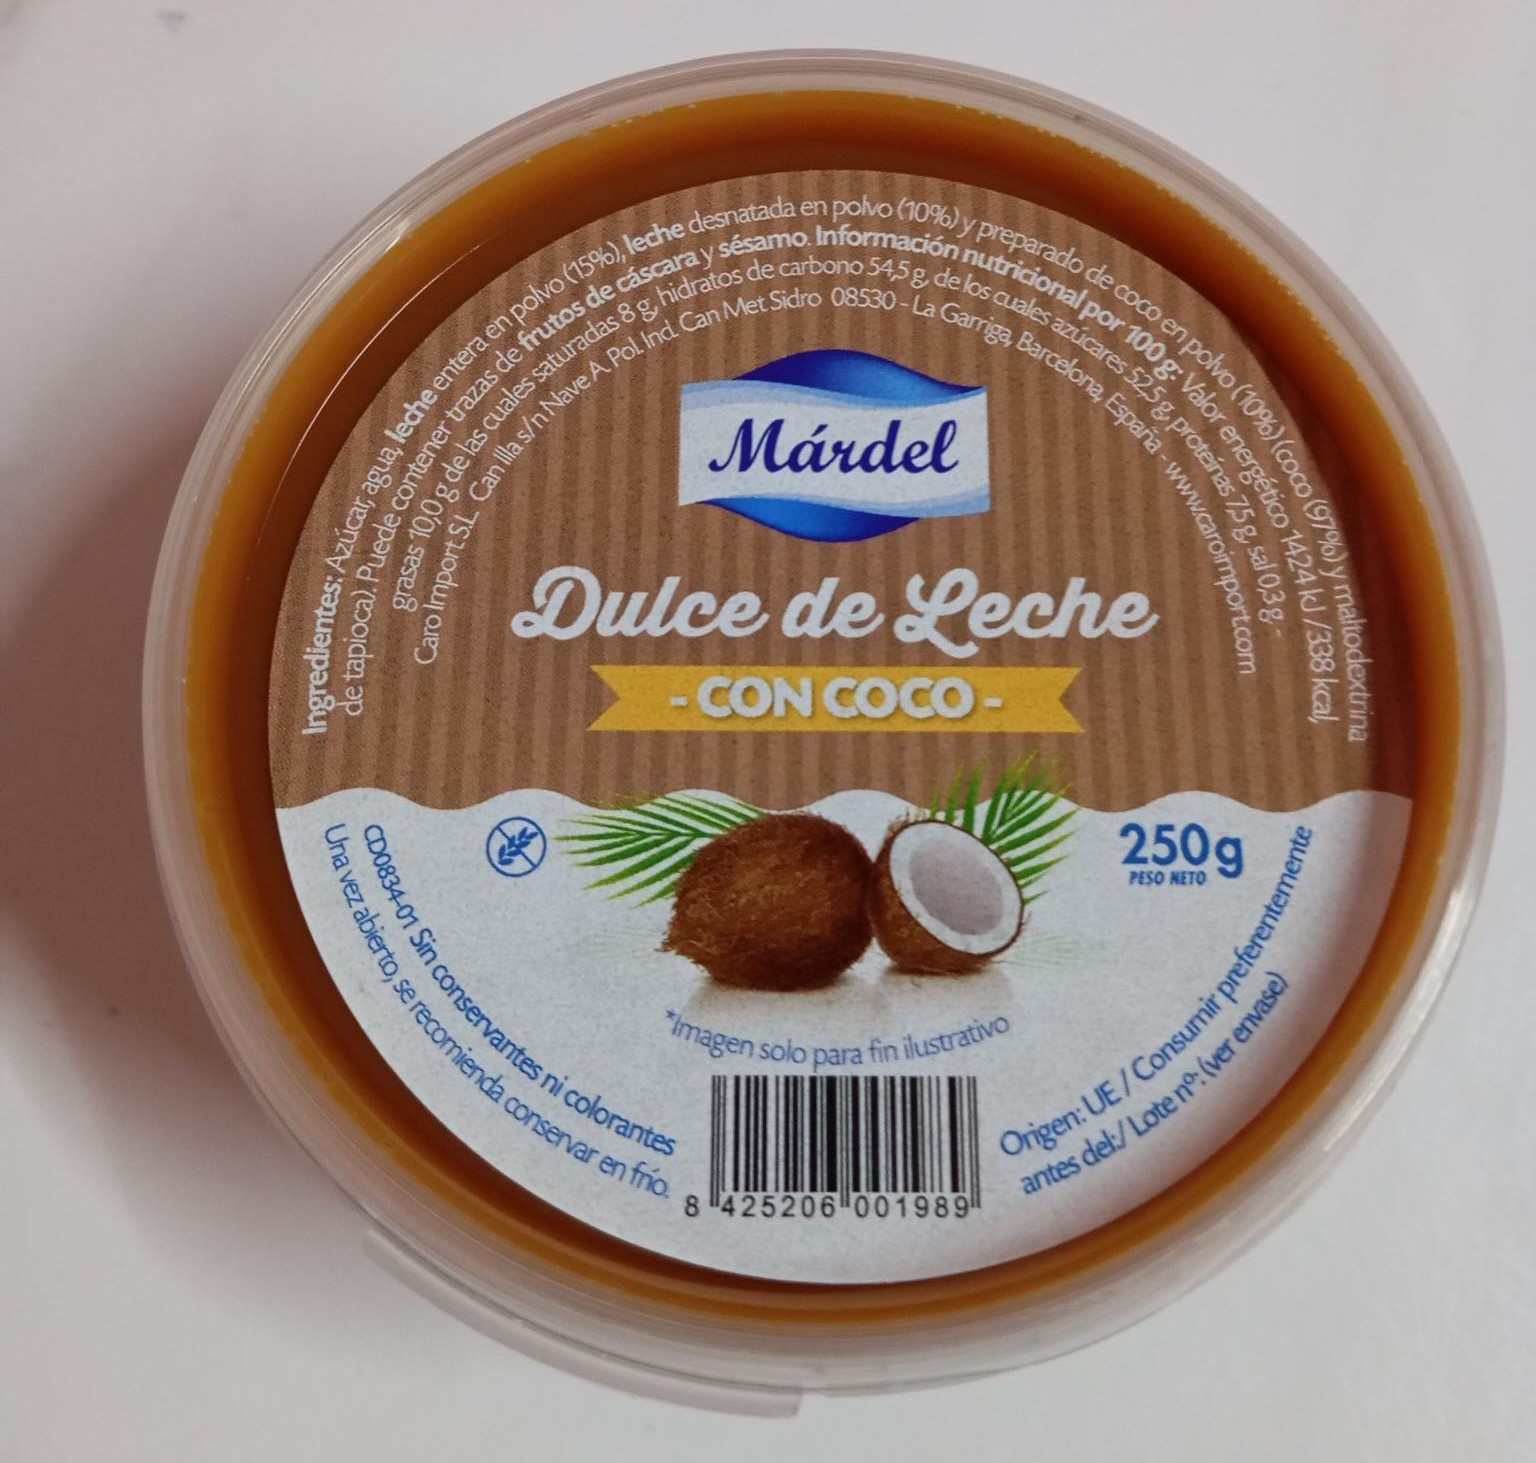 Ingredientes: Azúcar, agua, leche entera en polvo (15%), leche desnatada en polvo (10%) y preparado de coco en polvo (10%) (coco (97%) y maltodextrina
de tapioca). Puede contener trazas de frutos de cáscara y sésamo. Información nutricional por 100 g: Valor energético 1424 kJ / 338 kcal,
grasas 10,0 g de las cuales saturadas 8 g, hidratos de carbono 54,5 g, de los cuales azúcares 52,5 g, proteínas 7,5 g, sal 0,3 g -
Caro Import S.L. Can Illa s/n Nave A, Pol. Ind. Can Met Sidro 08530 - La Garriga, Barcelona, España - www.caroimport.com
Márdel
Dulce de Leche
- CON COCO -
250g
PESO NETO
CD0834-01 Sin conservantes ni colorantes
Una vez abierto, se recomienda conservar en frío.
*Imagen solo para fin ilustrativo
Origen: UE / Consumir preferentemente
antes del:/ Lote nº: (ver envase)
8 425206 001989